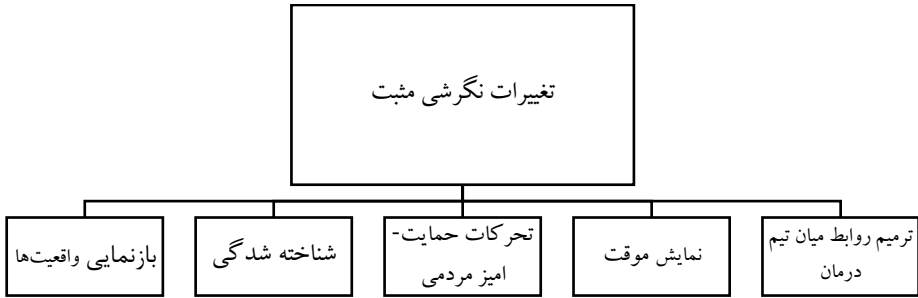 تغییرات نگرشی مثبت
ترمیم روابط میان تیم
درمان
نمایش موقت
تحرکات حمایت-
امیز مردمی
شناخته شدگی
بازنمایی واقعیت‌ها